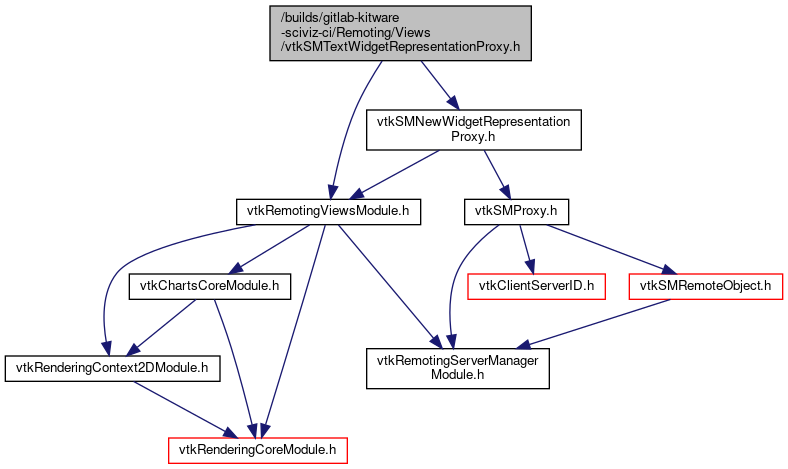 /builds/gitlab-kitware
-sciviz-ci/Remoting/Views
/vtkSMTextWidgetRepresentationProxy.h
vtkSMNewWidgetRepresentation
Proxy.h
vtkRemotingViewsModule.h
vtkSMProxy.h
vtkChartsCoreModule.h
vtkClientServerID.h
vtkSMRemoteObject.h
vtkRenderingContext2DModule.h
vtkRemotingServerManager
Module.h
vtkRenderingCoreModule.h